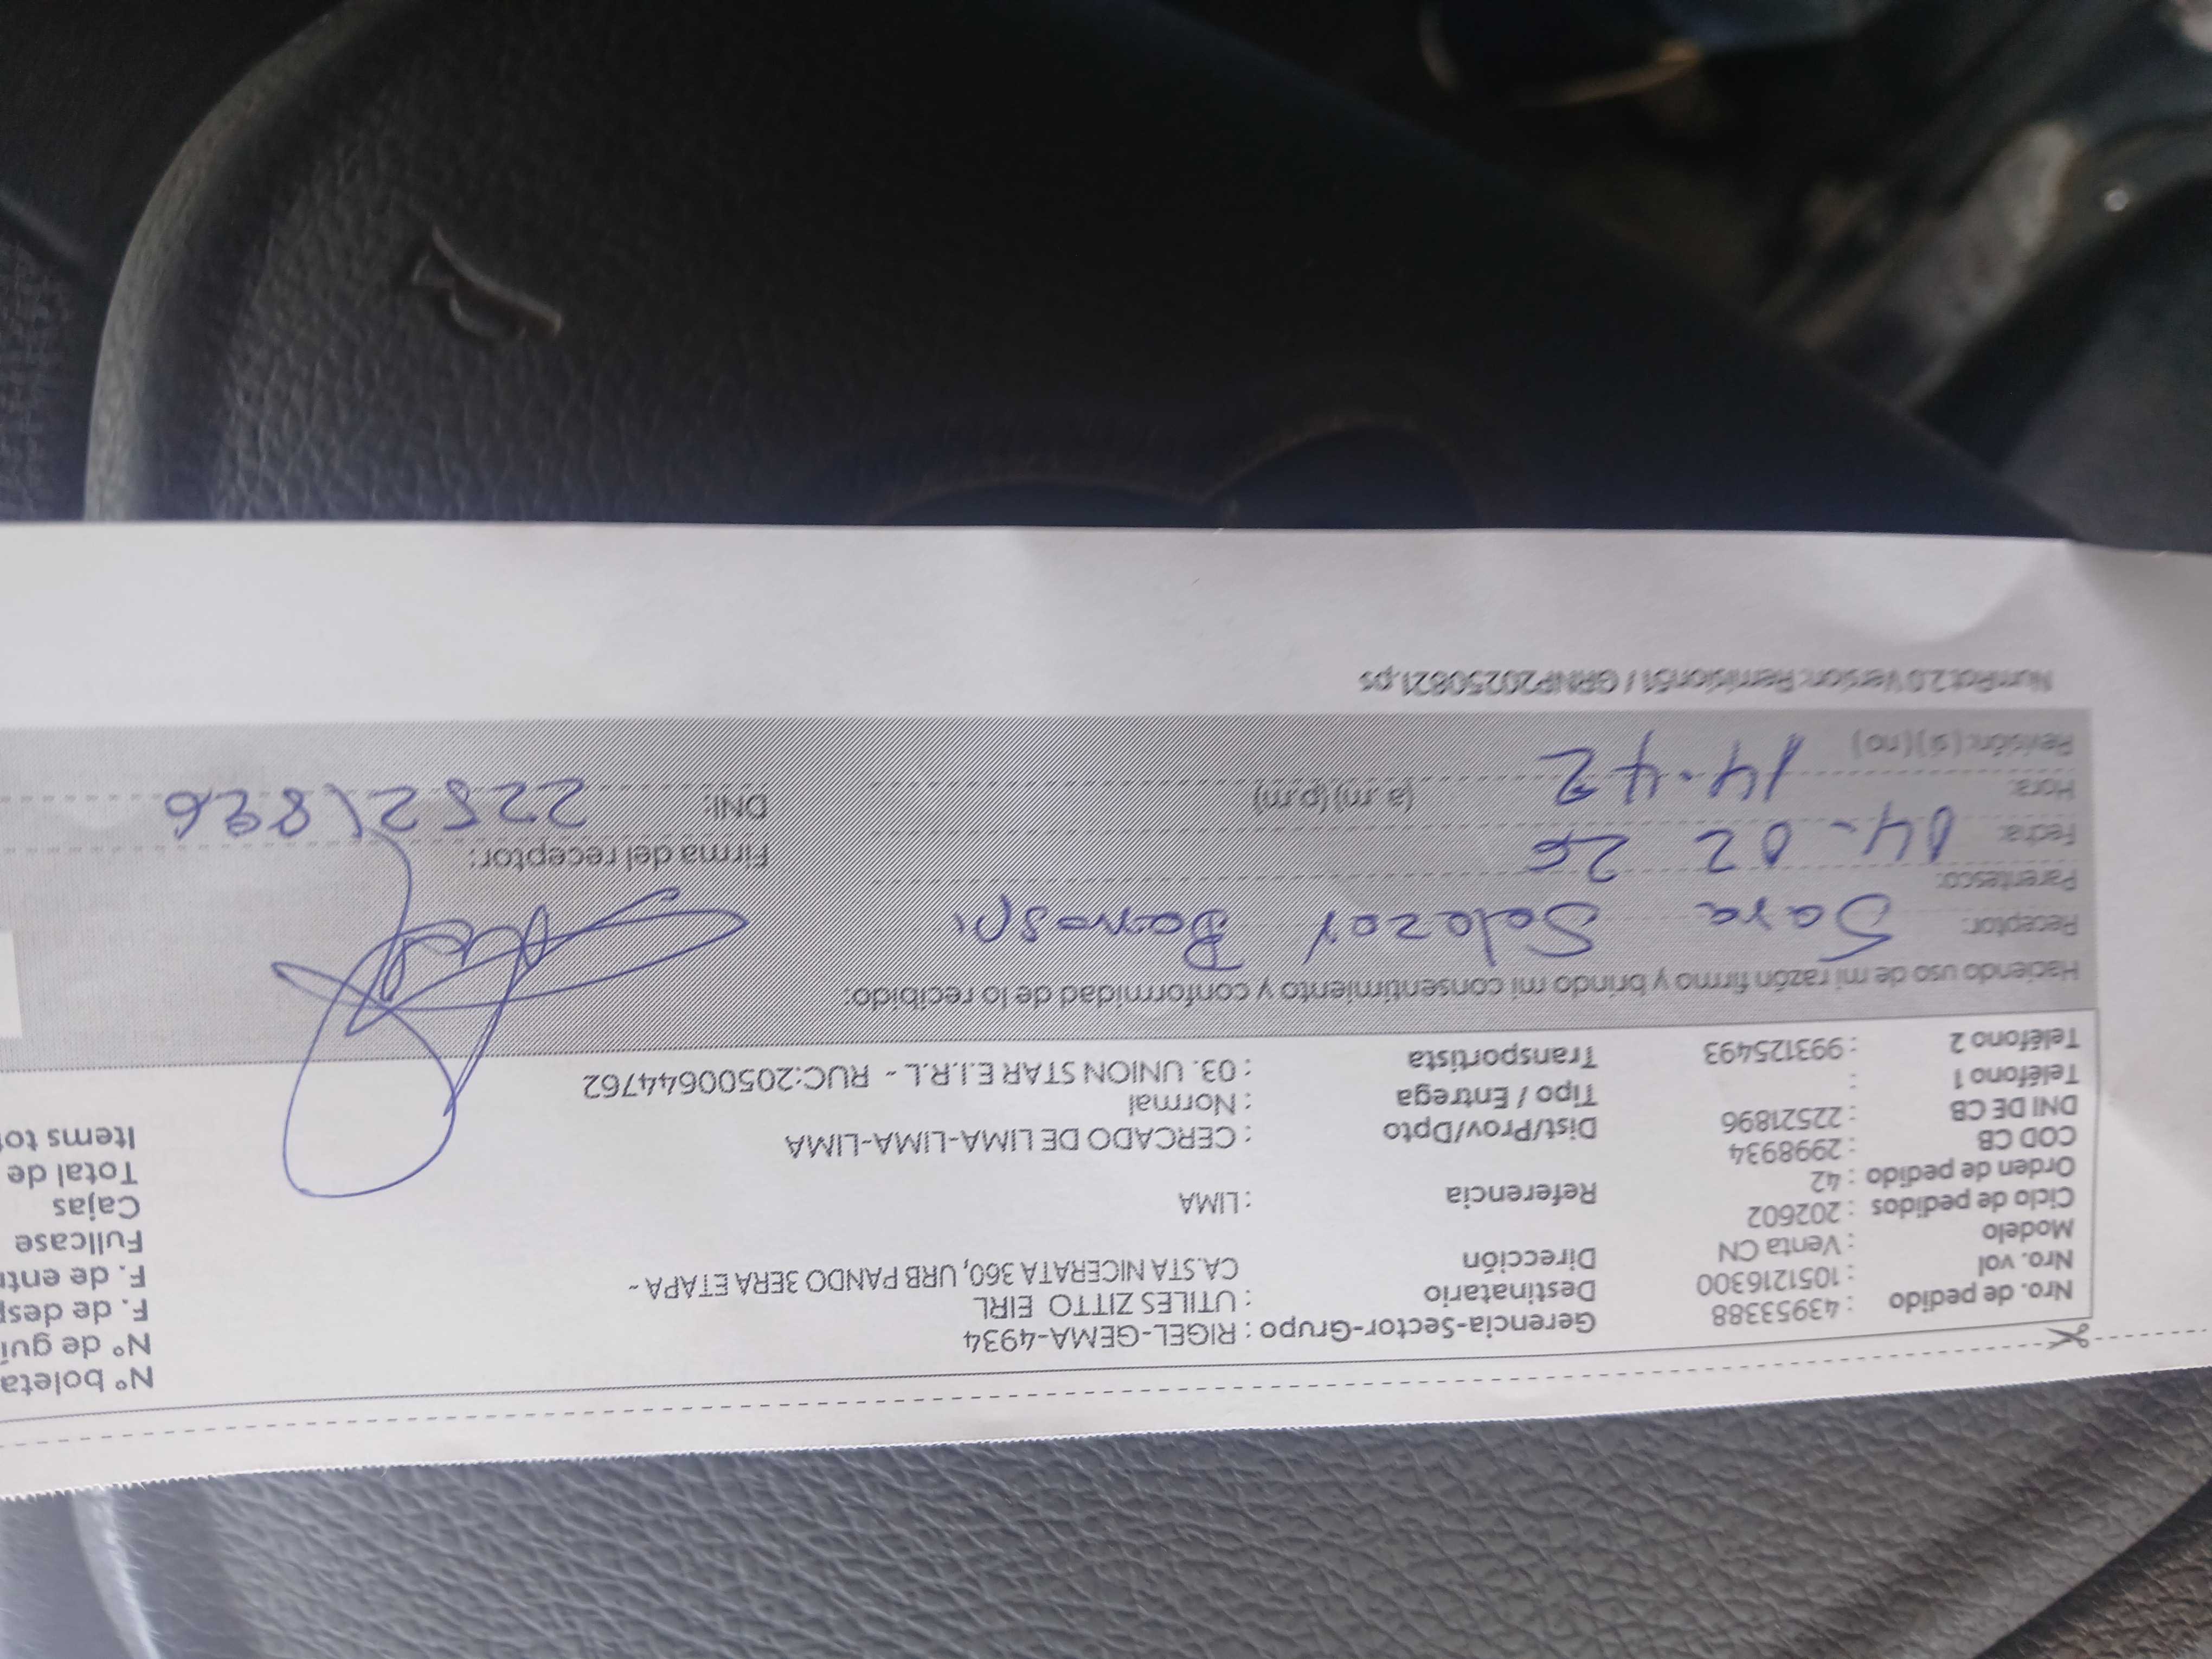 Nº boleta
Nro. de pedido : 43953388 Gerencia-Sector-Grupo : RIGEL-GEMA-4934 Nº de guí
Nro. vol : 1051216300 Destinatario : UTILES ZITTO EIRL F. de desp
Modelo : Venta CN Dirección CA.STA NICERATA 360, URB PANDO 3ERA ETAPA - F. de entr
Ciclo de pedidos : 202602 Fullcase
Orden de pedido : 42 Referencia : LIMA Cajas
COD CB : 2998934 Total de
DNI DE CB : 22521896 Dist/Prov/Dpto : CERCADO DE LIMA-LIMA-LIMA Items tot
Teléfono 1 : Tipo / Entrega : Normal
Teléfono 2 : 993125493 Transportista : 03. UNION STAR E.I.R.L - RUC:20500644762
Haciendo uso de mi razón firmo y brindo mi consentimiento y conformidad de lo recibido:
Receptor: Sara Salazar
Parentesco:
Fecha: 04-02 26 Firma del receptor:
Hora: 14.42 (a.m)(p.m) DNI: 22521896
Revisión: (si)(no)
NumRot 2.0 Version: Remision51 / GRNP20250821.ps